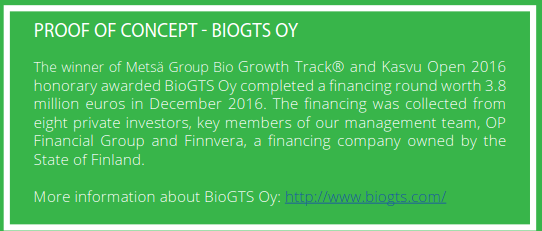 PROOF OF CONCEPT - BIOGTS OY
The winner of Metsä Group Bio Growth Track® and Kasvu Open 2016
honorary awarded BioGTS Oy completed a financing round worth 3.8
million euros in December 2016. The financing was collected from
eight private investors, key members of our management team, OP
Financial Group and Finnvera, a financing company owned by the
State of Finland.
More information about BioGTS Oy: http://www.biogts.com/